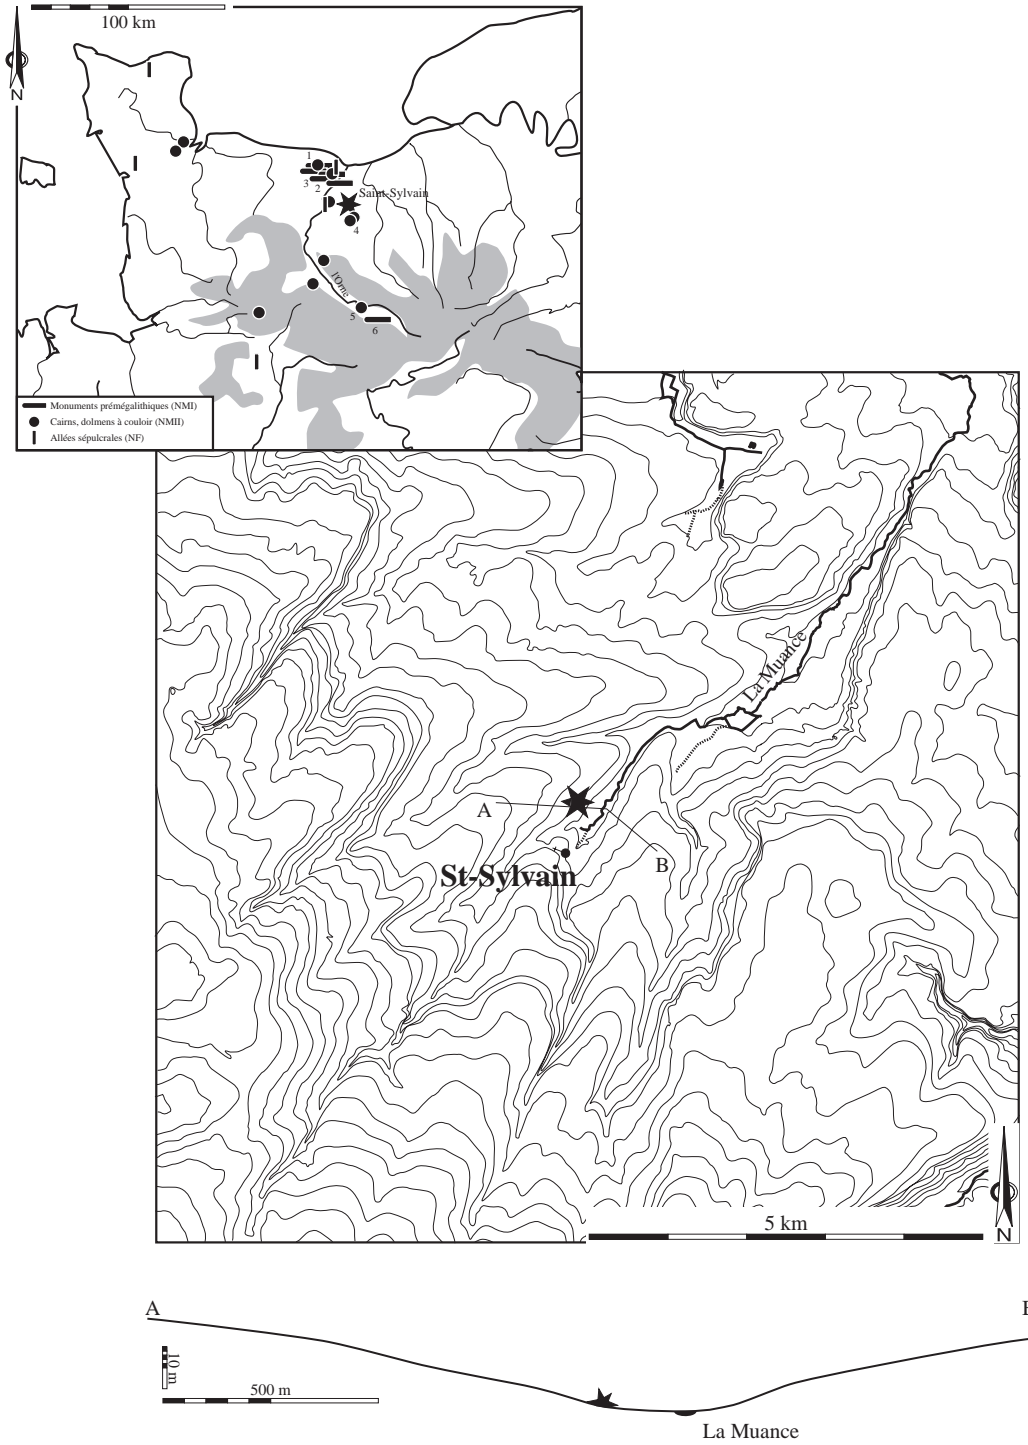 100 km
N
1
3
2
Saint-Sylvain
4
l'Orne
5
6
Monuments prémégalithiques (NMI)
Cairns, dolmens à couloir (NMII)
Allées sépulcrales (NF)
La Muance
A
B
St-Sylvain
5 km
N
A
10 m
500 m
La Muance